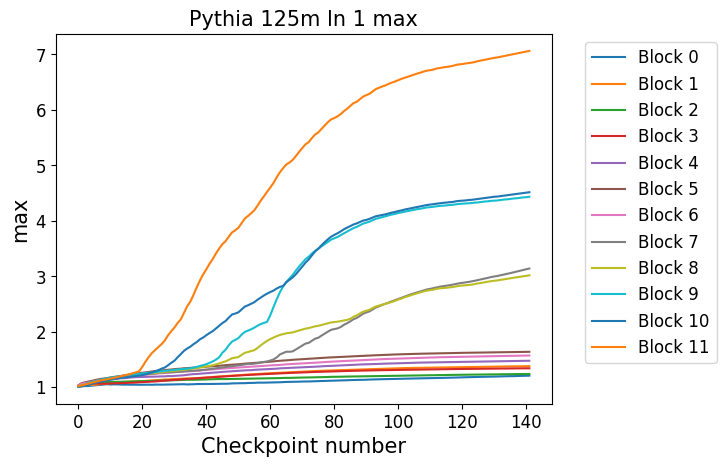 Pythia 125m ln 1 max
7
6
5
4
3
2
1
max
0 20 40 60 80 100 120 140
Checkpoint number
Block 0
Block 1
Block 2
Block 3
Block 4
Block 5
Block 6
Block 7
Block 8
Block 9
Block 10
Block 11